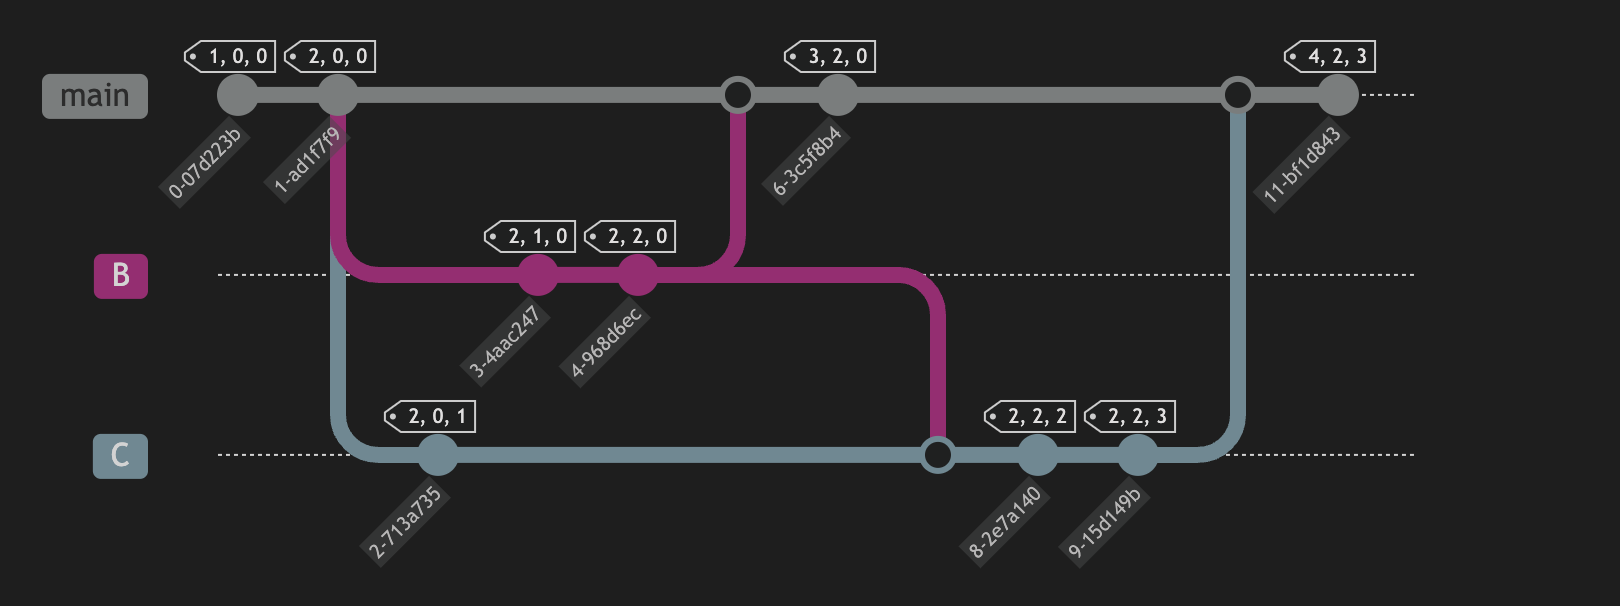 1, 0, 0
2, 0, 0
3, 2, 0
4, 2, 3
main
0-07d223b
1-ad1f7f9
6-3c5f8b4
11-bf1d843
2, 1, 0
2, 2, 0
B
3-4aac247
4-968d6ec
2, 0, 1
2, 2, 2
2, 2, 3
C
2-713a735
8-2e7a140
9-15d149b